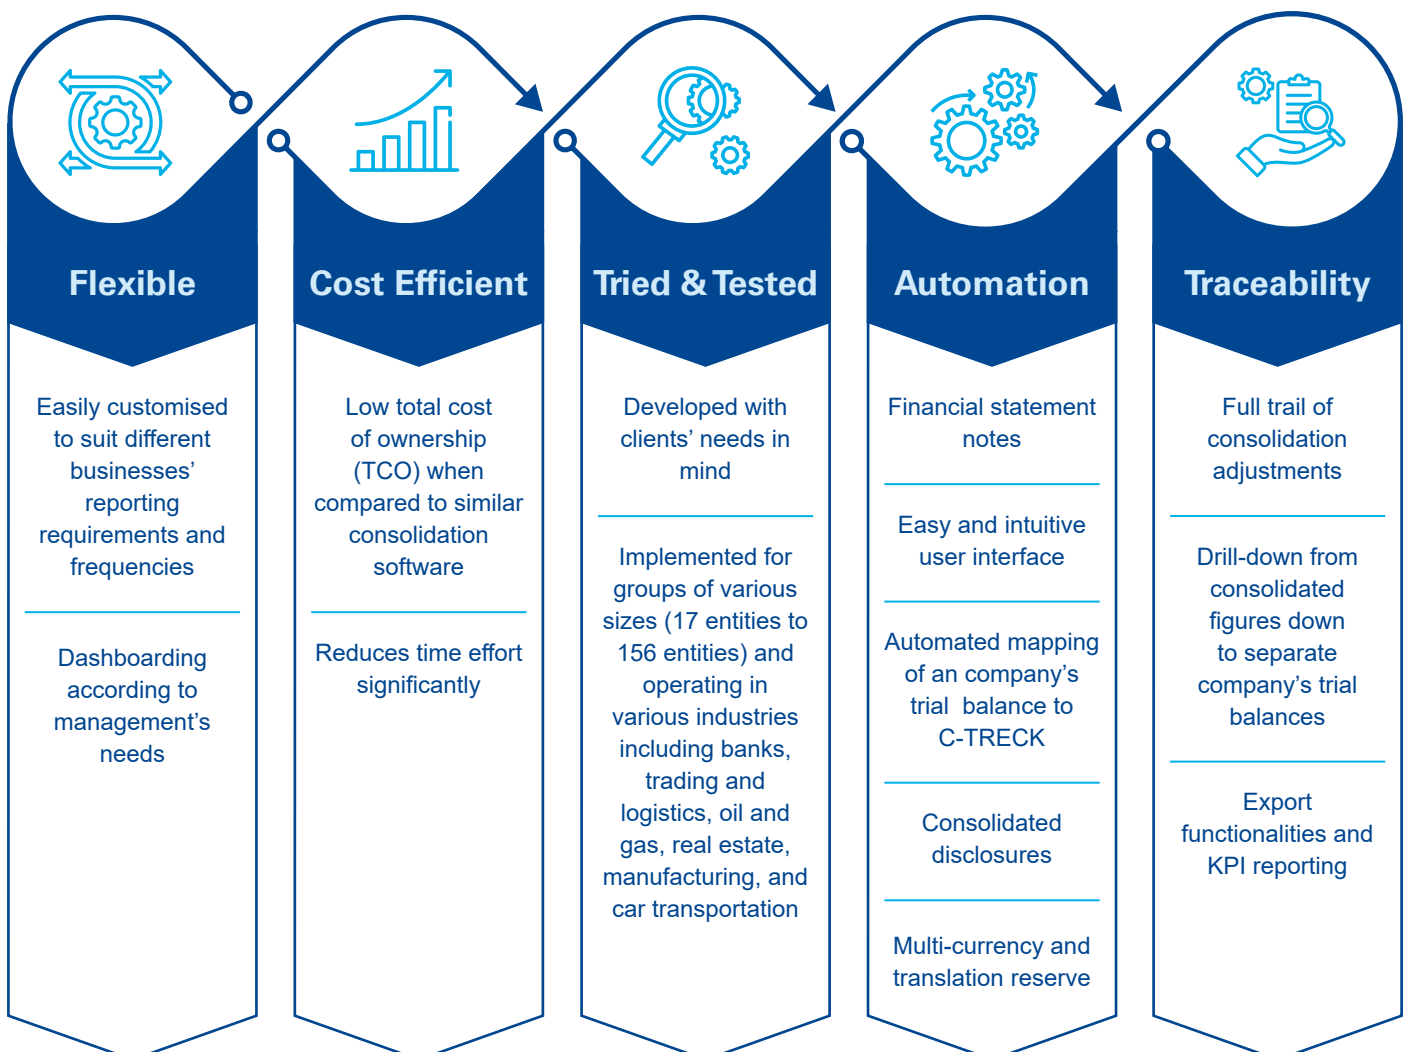 Flexible
Easily customised
to suit different
businesses’
reporting
requirements and
frequencies
Dashboarding
according to
management’s
needs
Cost Efficient
Low total cost
of ownership
(TCO) when
compared to similar
consolidation
software
Reduces time effort
significantly
Tried & Tested
Developed with
clients’ needs in
mind
Implemented for
groups of various
sizes (17 entities to
156 entities) and
operating in
various industries
including banks,
trading and
logistics, oil and
gas, real estate,
manufacturing, and
car transportation
Automation
Financial statement
notes
Easy and intuitive
user interface
Automated mapping
of an company’s
trial  balance to
C-TRECK
Consolidated
disclosures
Multi-currency and
translation reserve
Traceability
Full trail of
consolidation
adjustments
Drill-down from
consolidated
figures down
to separate
company’s trial
balances
Export
functionalities and
KPI reporting